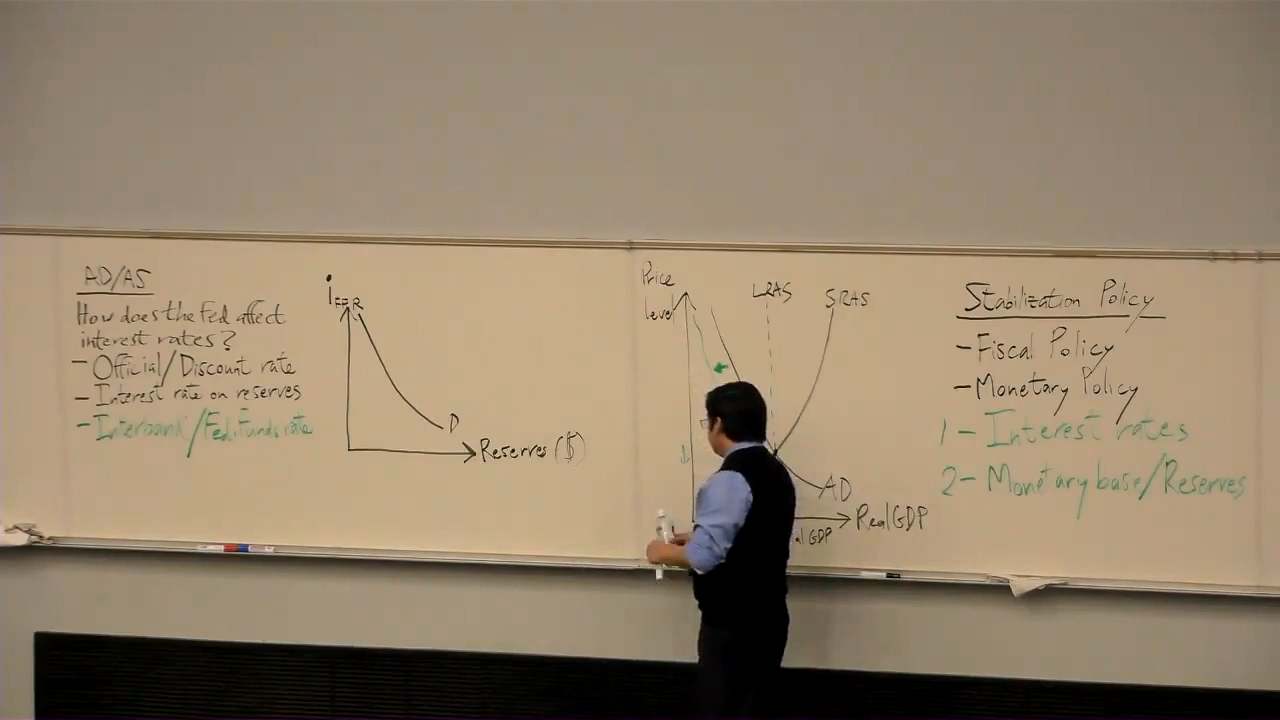 AD/AS
How does the Fed affect
interest rates?
- Official/Discount rate
- Interest rate on reserves
- Interbank/Fed. Funds rate
i FFR
D
Reserves ($)
Price
level
LRAS
SRAS
AD
Real GDP
GDP
Stabilization Policy
- Fiscal Policy
- Monetary Policy
1 - Interest rates
2 - Monetary base/Reserves